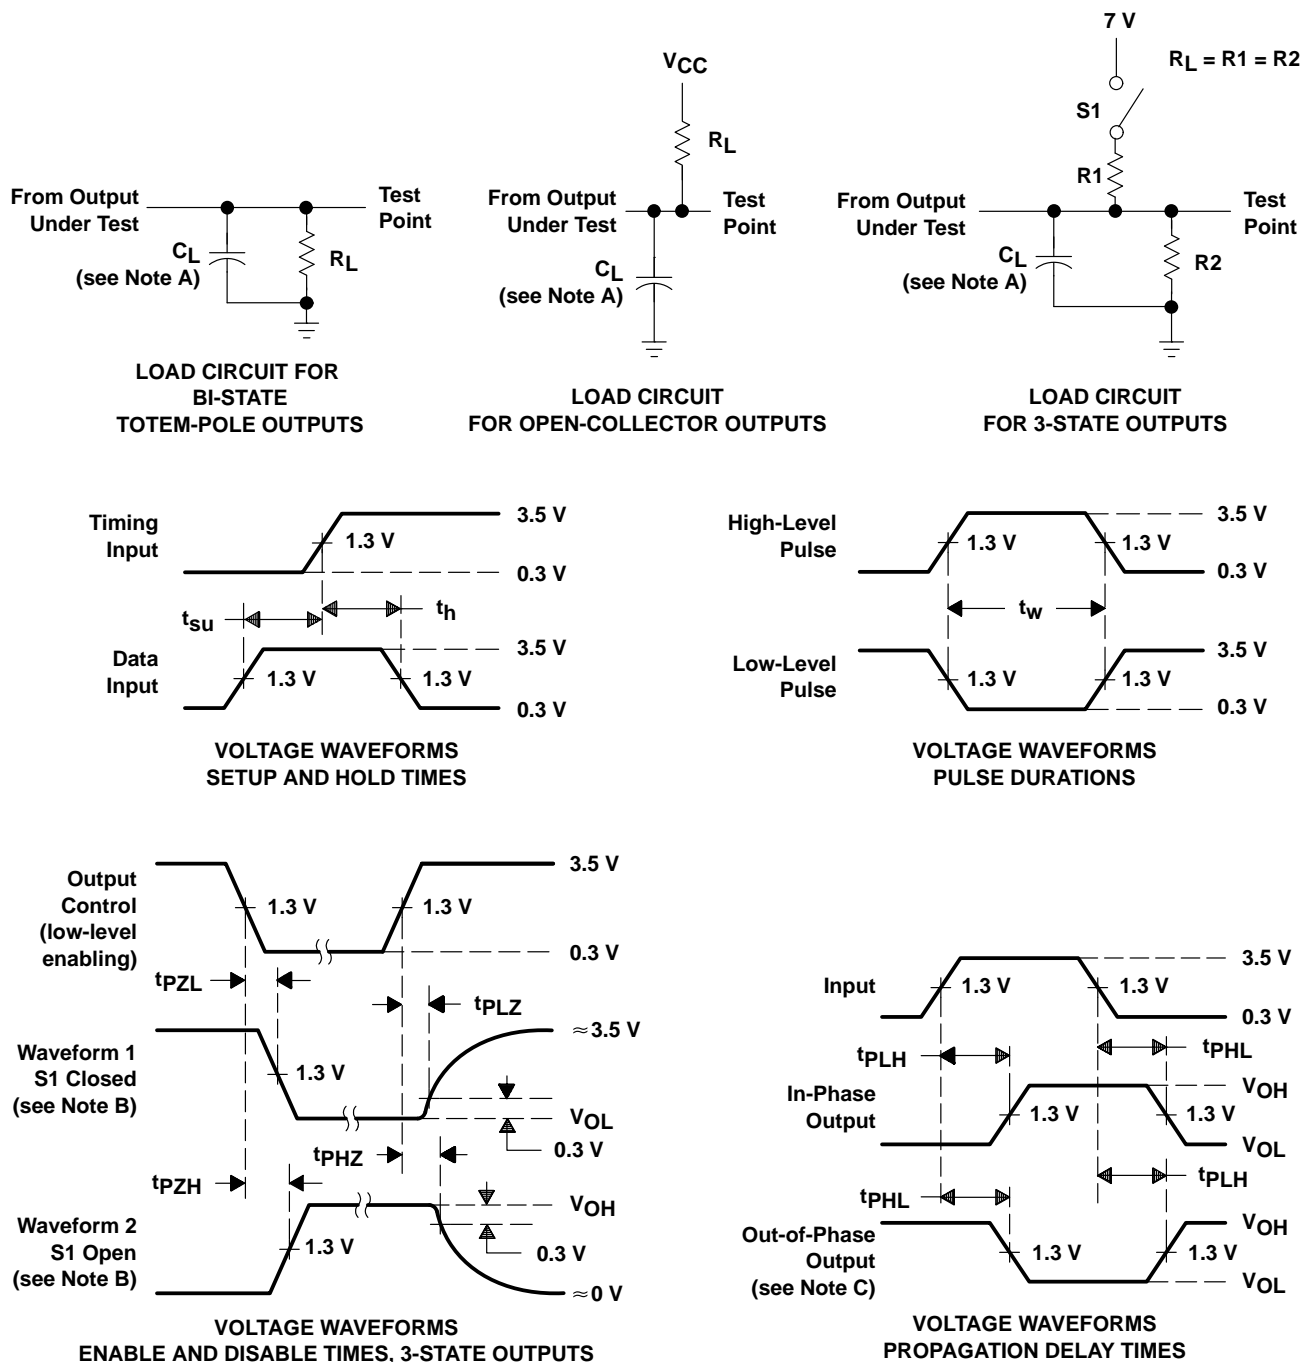 From Output
Under Test
Test
Point
CL
(see Note A)
RL
LOAD CIRCUIT FOR
BI-STATE
TOTEM-POLE OUTPUTS
VCC
RL
From Output
Under Test
Test
Point
CL
(see Note A)
LOAD CIRCUIT
FOR OPEN-COLLECTOR OUTPUTS
7 V
RL = R1 = R2
S1
R1
From Output
Under Test
Test
Point
CL
(see Note A)
R2
LOAD CIRCUIT
FOR 3-STATE OUTPUTS
Timing
Input
3.5 V
1.3 V
0.3 V
tsu
th
Data
Input
3.5 V
1.3 V
1.3 V
0.3 V
VOLTAGE WAVEFORMS
SETUP AND HOLD TIMES
High-Level
Pulse
3.5 V
1.3 V
1.3 V
0.3 V
tw
Low-Level
Pulse
3.5 V
1.3 V
1.3 V
0.3 V
VOLTAGE WAVEFORMS
PULSE DURATIONS
Output
Control
(low-level
enabling)
3.5 V
1.3 V
1.3 V
0.3 V
tPZL
tPLZ
Waveform 1
S1 Closed
(see Note B)
≈3.5 V
1.3 V
VOL
0.3 V
tPHZ
tPZH
Waveform 2
S1 Open
(see Note B)
VOH
1.3 V
0.3 V
≈0 V
VOLTAGE WAVEFORMS
ENABLE AND DISABLE TIMES, 3-STATE OUTPUTS
Input
3.5 V
1.3 V
1.3 V
0.3 V
tPLH
tPHL
In-Phase
Output
VOH
1.3 V
1.3 V
VOL
tPHL
tPLH
Out-of-Phase
Output
(see Note C)
VOH
1.3 V
1.3 V
VOL
VOLTAGE WAVEFORMS
PROPAGATION DELAY TIMES